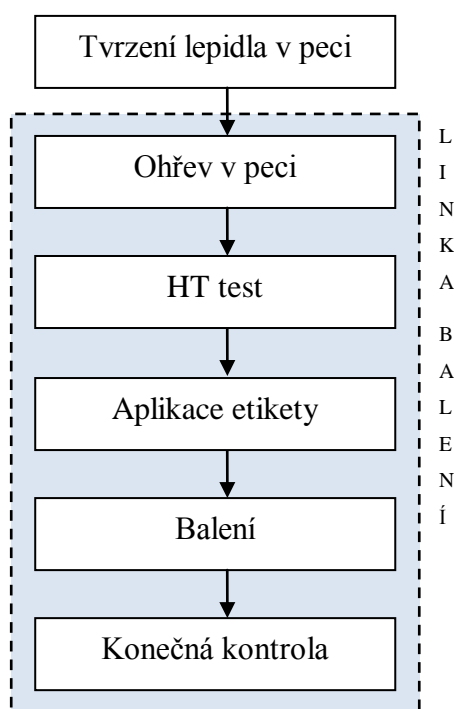 Tvrzení lepidla v peci
Ohřev v peci
HT test
Aplikace etikety
Balení
Konečná kontrola
L
I
N
K
A
B
A
L
E
N
Í